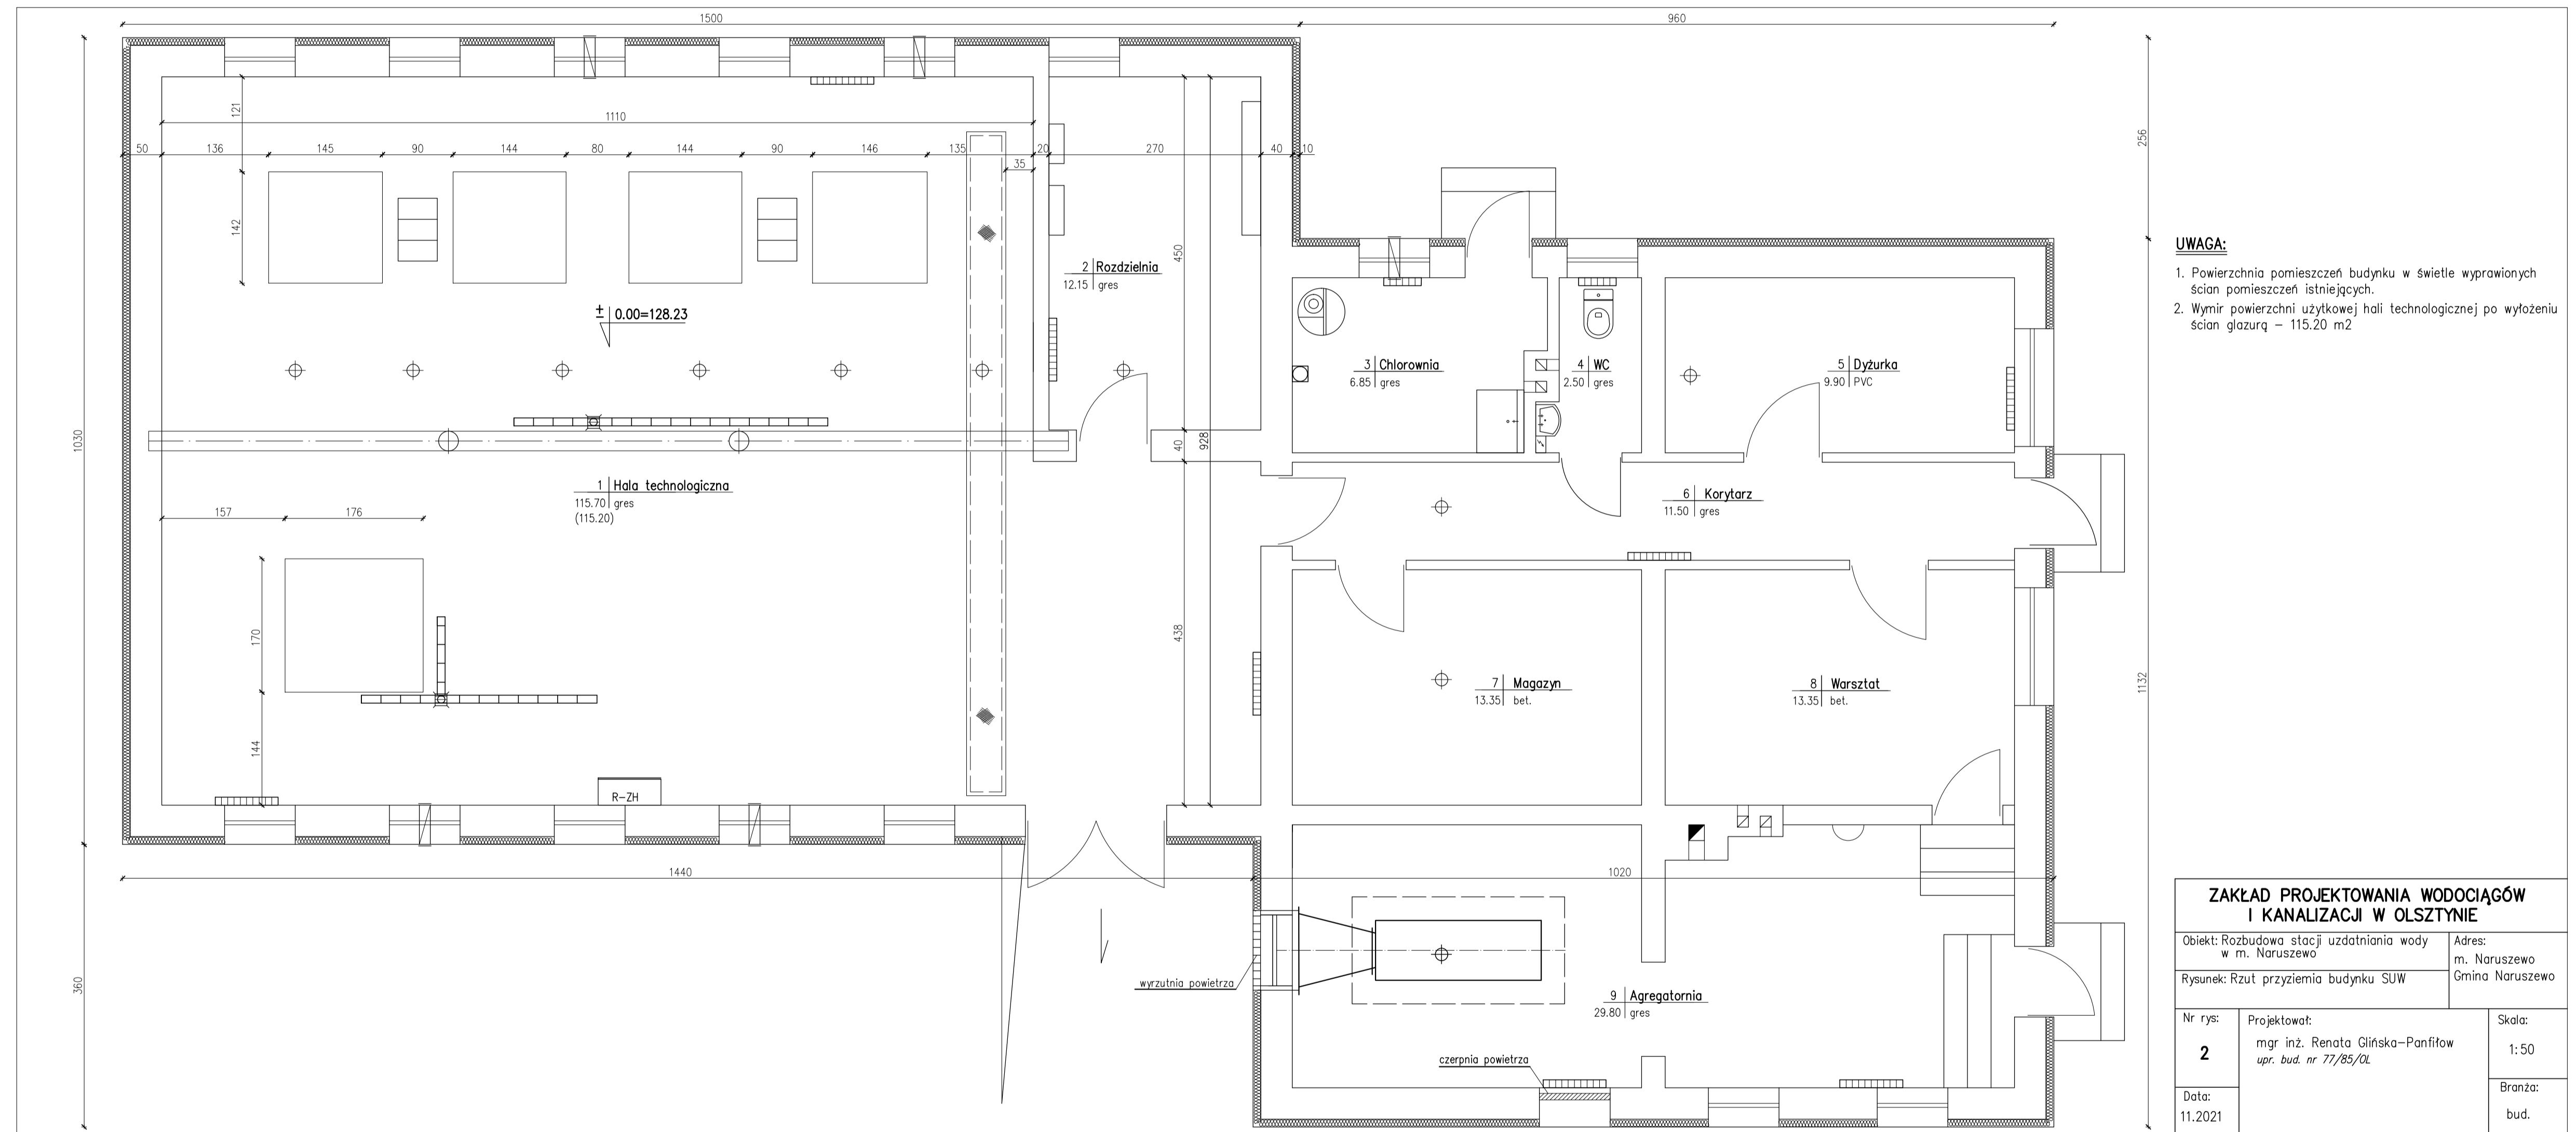 1500
960
50
136
145
90
144
80
144
90
146
135
20
270
40
10
1110
35
121
142
450
40
928
438
256
1030
1132
360
2 Rozdzielnia
12.15 gres
± 0.00=128.23
3 Chlorownia
6.85 gres
4 WC
2.50 gres
5 Dyżurka
9.90 PVC
1 Hala technologiczna
115.70 gres
(115.20)
6 Korytarz
11.50 gres
157
176
170
144
7 Magazyn
13.35 bet.
8 Warsztat
13.35 bet.
R-ZH
1440
1020
wyrzutnia powietrza
9 Agregatornia
29.80 gres
czerpnia powietrza
UWAGA:
1. Powierzchnia pomieszczeń budynku w świetle wyprawionych
ścian pomieszczeń istniejących.
2. Wymir powierzchni użytkowej hali technologicznej po wyłożeniu
ścian glazurą – 115.20 m2
ZAKŁAD PROJEKTOWANIA WODOCIĄGÓW
I KANALIZACJI W OLSZTYNIE
Obiekt: Rozbudowa stacji uzdatniania wody
w m. Naruszewo
Adres:
m. Naruszewo
Gmina Naruszewo
Rysunek: Rzut przyziemia budynku SUW
Nr rys:
2
Projektował:
mgr inż. Renata Glińska-Panfiłow
upr. bud. nr 77/85/OL
Skala:
1:50
Data:
11.2021
Branża:
bud.